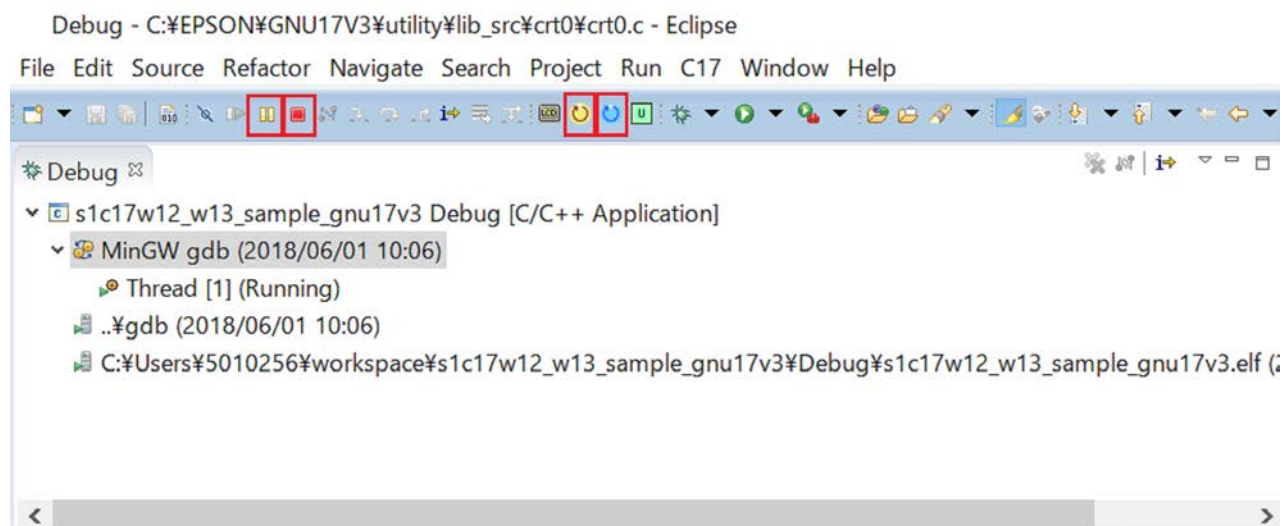 Debug - C:¥EPSON¥GNU17V3¥utility¥lib_src¥crt0¥crt0.c - Eclipse
File Edit Source Refactor Navigate Search Project Run C17 Window Help
010 LCD U
Debug
s1c17w12_w13_sample_gnu17v3 Debug [C/C++ Application]
MinGW gdb (2018/06/01 10:06)
Thread [1] (Running)
..¥gdb (2018/06/01 10:06)
C:¥Users¥5010256¥workspace¥s1c17w12_w13_sample_gnu17v3¥Debug¥s1c17w12_w13_sample_gnu17v3.elf (